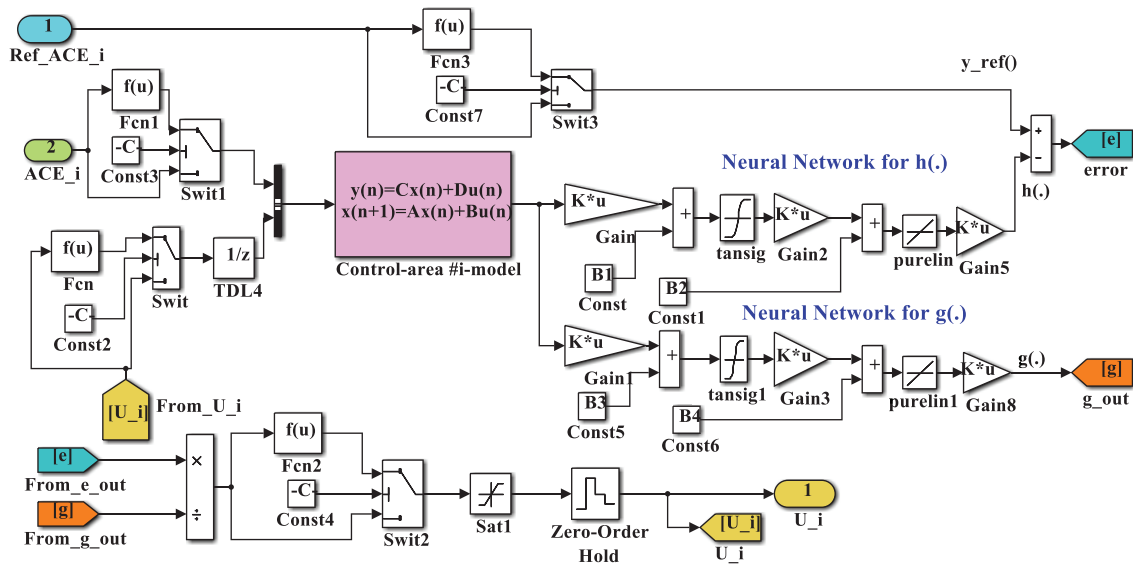 1
Ref_ACE_i
f(u)
Fcn3
-C-
Const7
Swit3
y_ref()
f(u)
Fcn1
2
ACE_i
-C-
Const3
Swit1
+
−
h(.)
[e]
error
y(n)=Cx(n)+Du(n)
x(n+1)=Ax(n)+Bu(n)
Control-area #i-model
Neural Network for h(.)
K*u
Gain
+
tansig
K*u
Gain2
+
purelin
K*u
Gain5
B1
Const
B2
Const1
f(u)
Fcn
Swit
1/z
TDL4
-C-
Const2
[U_i]
From_U_i
Neural Network for g(.)
K*u
Gain1
+
tansig1
K*u
Gain3
+
purelin1
K*u
Gain8
g(.)
[g]
g_out
B3
Const5
B4
Const6
[e]
From_e_out
[g]
From_g_out
×
÷
f(u)
Fcn2
-C-
Const4
Swit2
Sat1
Zero-Order
Hold
1
U_i
[U_i]
U_i